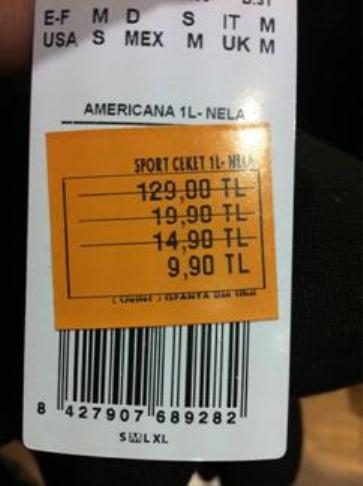 E-F M D S IT M
USA S MEX M UK M
AMERICANA 1L- NELA
SPORT CEKET 1L- NELA
129,00 TL
19,90 TL
14,90 TL
9,90 TL
8 427907 689282
S M L XL